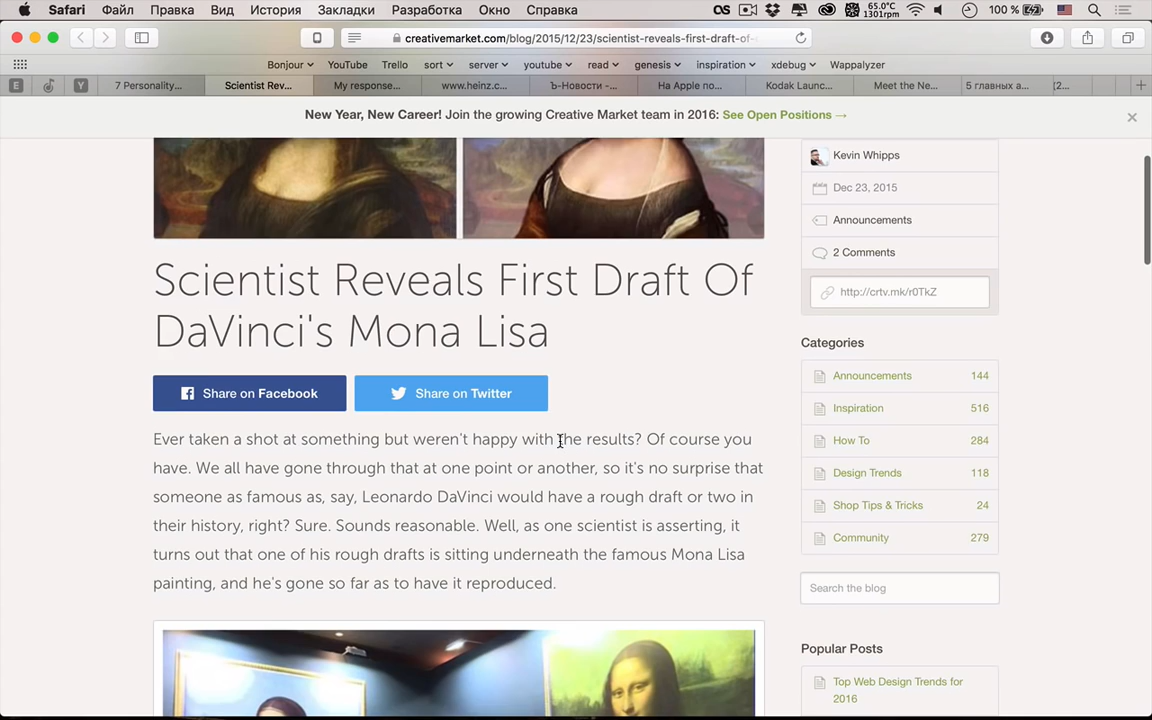 Safari Файл Правка Вид История Закладки Разработка Окно Справка 65.0°C 1301rpm 100 %
creativemarket.com/blog/2015/12/23/scientist-reveals-first-draft-of-
Bonjour YouTube Trello sort server youtube read genesis inspiration xdebug Wappalyzer
E Y 7 Personality... Scientist Rev... My response... www.heinz.c... Ъ-Новости -... На Apple по... Kodak Launc... Meet the Ne... 5 главных а... (2...
New Year, New Career! Join the growing Creative Market team in 2016: See Open Positions →
Kevin Whipps
Dec 23, 2015
Announcements
2 Comments
http://crtv.mk/r0TkZ
Scientist Reveals First Draft Of
DaVinci's Mona Lisa
Share on Facebook Share on Twitter
Ever taken a shot at something but weren't happy with the results? Of course you
have. We all have gone through that at one point or another, so it's no surprise that
someone as famous as, say, Leonardo DaVinci would have a rough draft or two in
their history, right? Sure. Sounds reasonable. Well, as one scientist is asserting, it
turns out that one of his rough drafts is sitting underneath the famous Mona Lisa
painting, and he's gone so far as to have it reproduced.
Categories
Announcements 144
Inspiration 516
How To 284
Design Trends 118
Shop Tips & Tricks 24
Community 279
Search the blog
Popular Posts
Top Web Design Trends for
2016